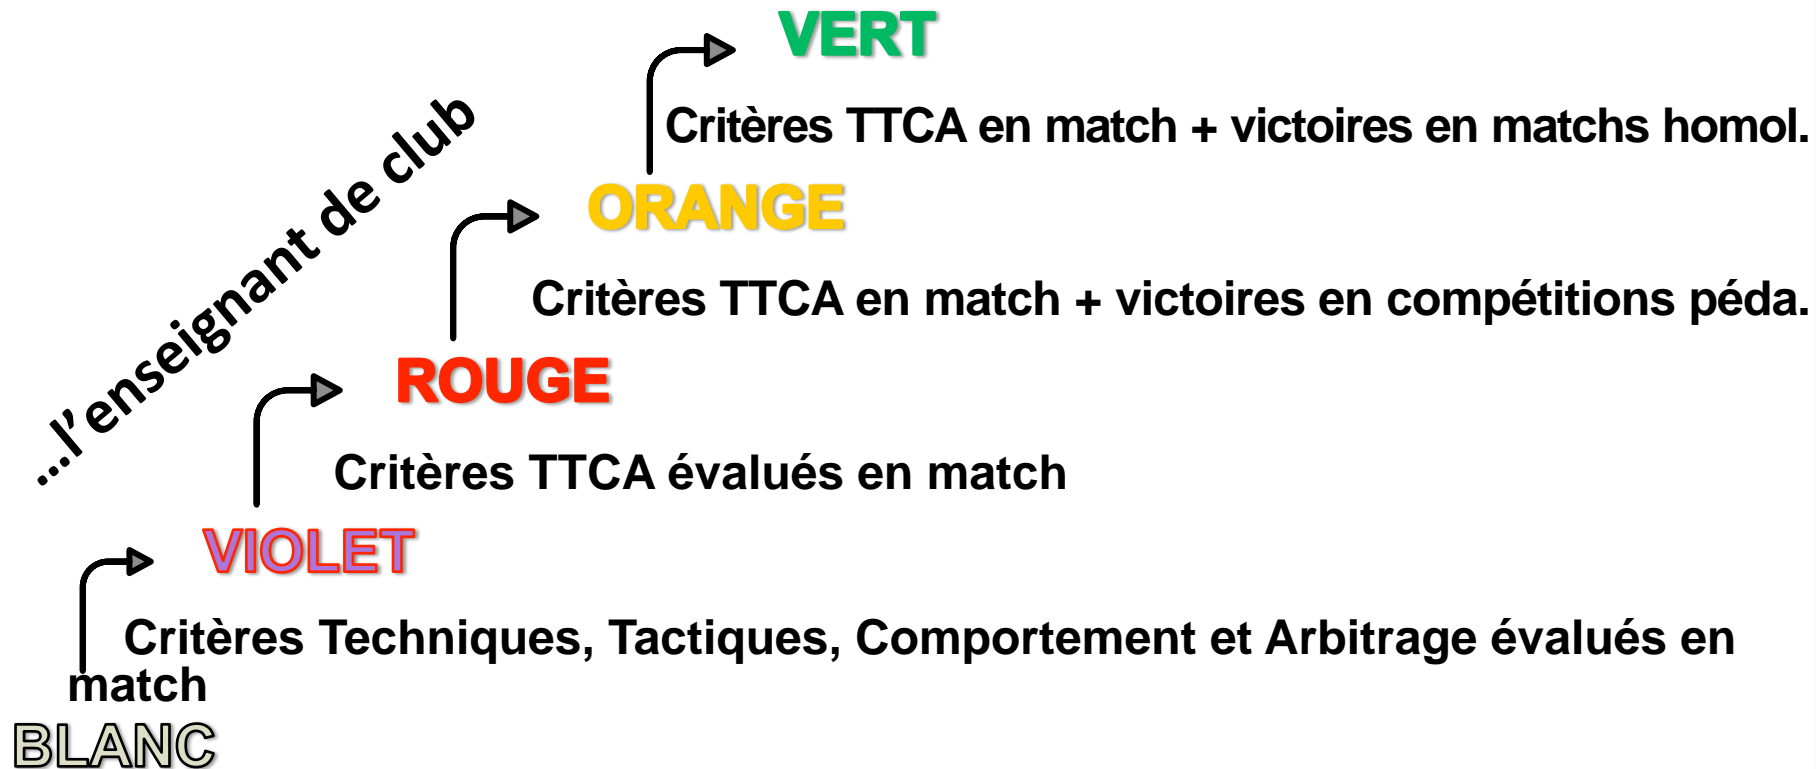 VERT
Critères TTCA en match + victoires en matchs homol.
...l'enseignant de club
ORANGE
Critères TTCA en match + victoires en compétitions péda.
ROUGE
Critères TTCA évalués en match
VIOLET
Critères Techniques, Tactiques, Comportement et Arbitrage évalués en
match
BLANC